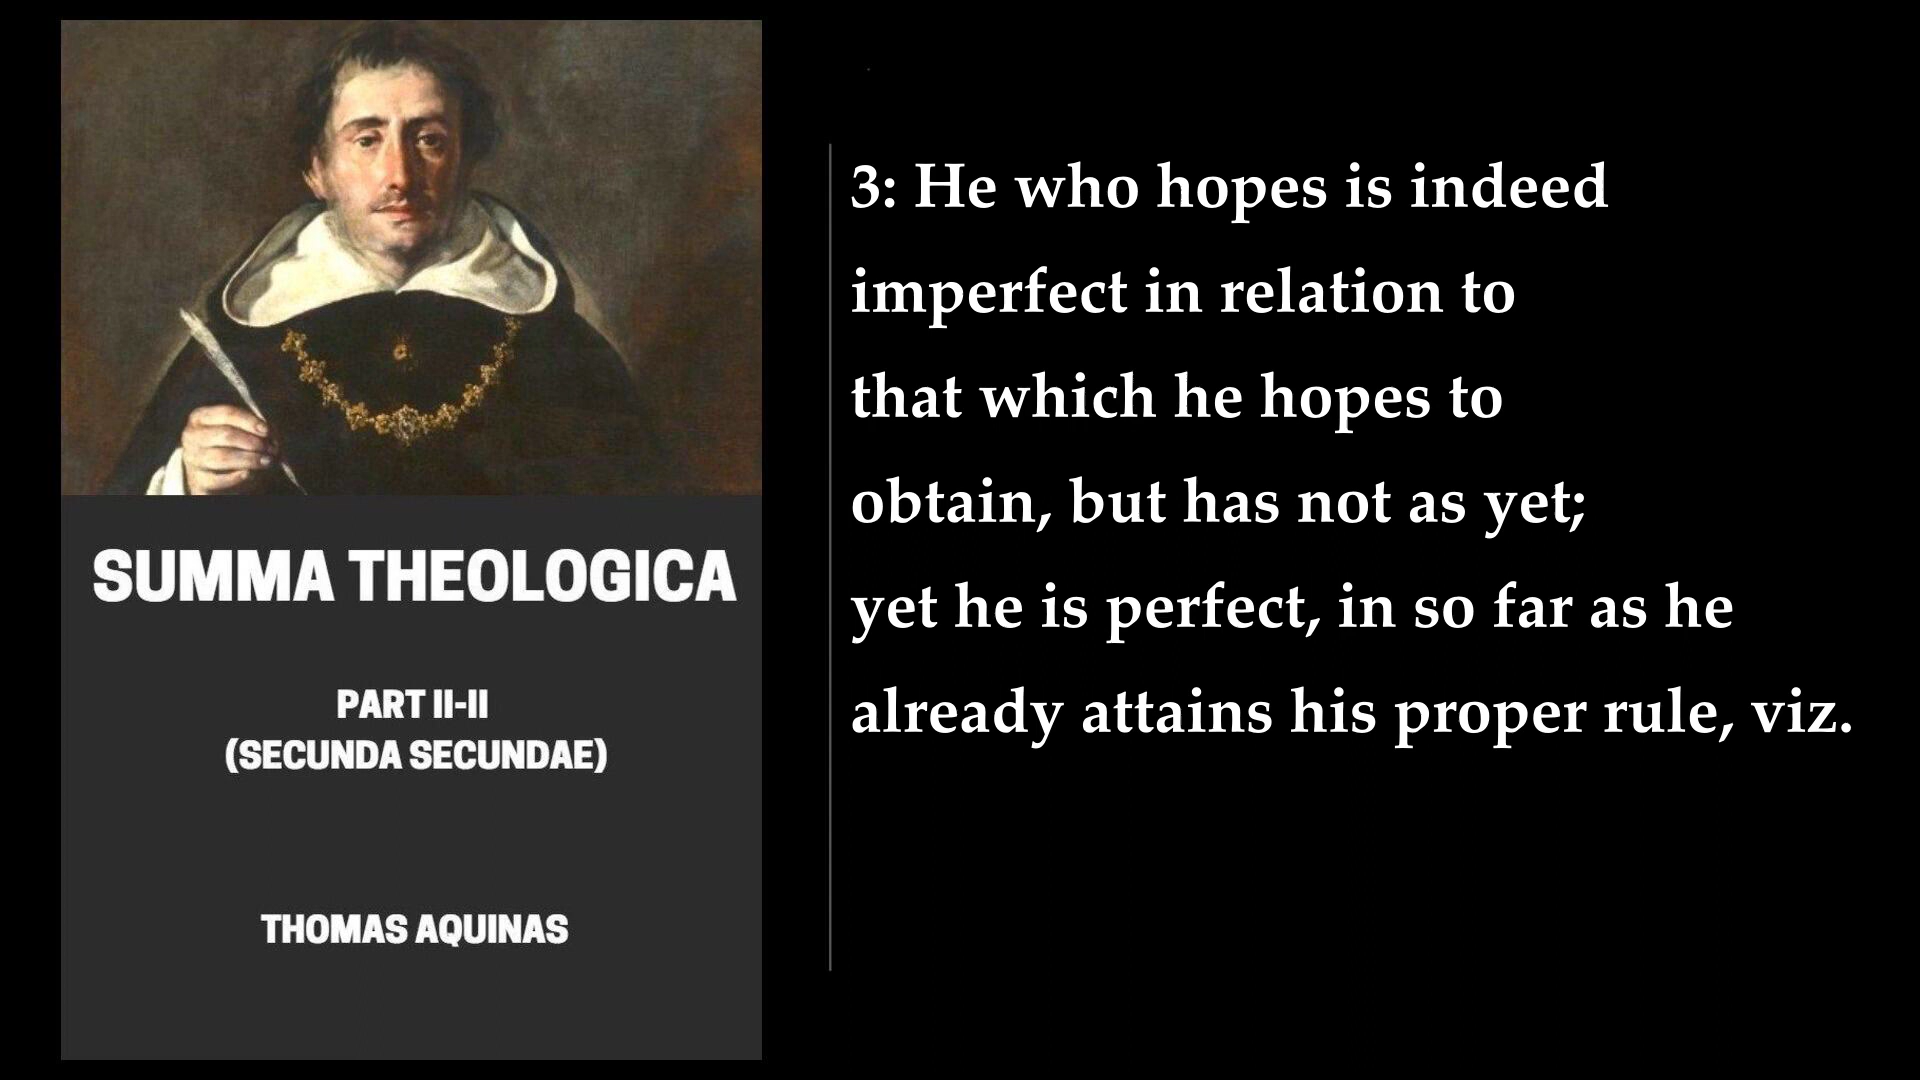 SUMMA THEOLOGICA
PART II-II
(SECUNDA SECUNDAE)
THOMAS AQUINAS
3: He who hopes is indeed
imperfect in relation to
that which he hopes to
obtain, but has not as yet;
yet he is perfect, in so far as he
already attains his proper rule, viz.